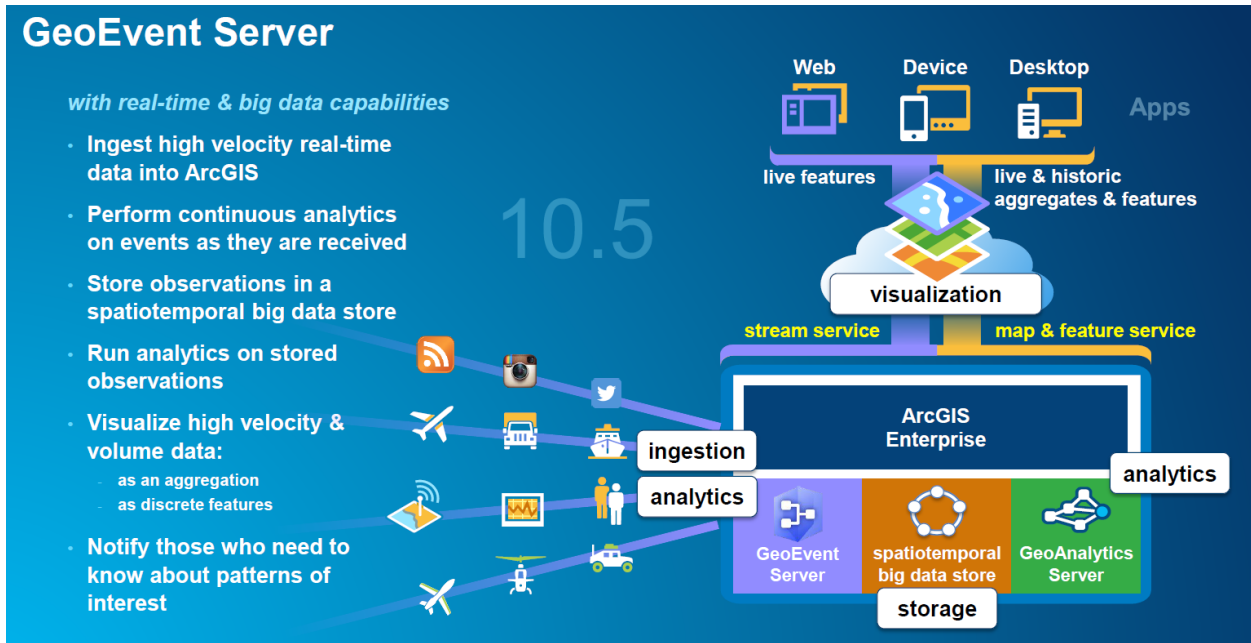 GeoEvent Server
with real-time & big data capabilities
• Ingest high velocity real-time
data into ArcGIS
• Perform continuous analytics
on events as they are received
• Store observations in a
spatiotemporal big data store
• Run analytics on stored
observations
• Visualize high velocity &
volume data:
- as an aggregation
- as discrete features
• Notify those who need to
know about patterns of
interest
10.5
Web
Device
Desktop
Apps
live features
live & historic
aggregates & features
visualization
stream service
map & feature service
ArcGIS
Enterprise
ingestion
analytics
analytics
GeoEvent
Server
spatiotemporal
big data store
GeoAnalytics
Server
storage